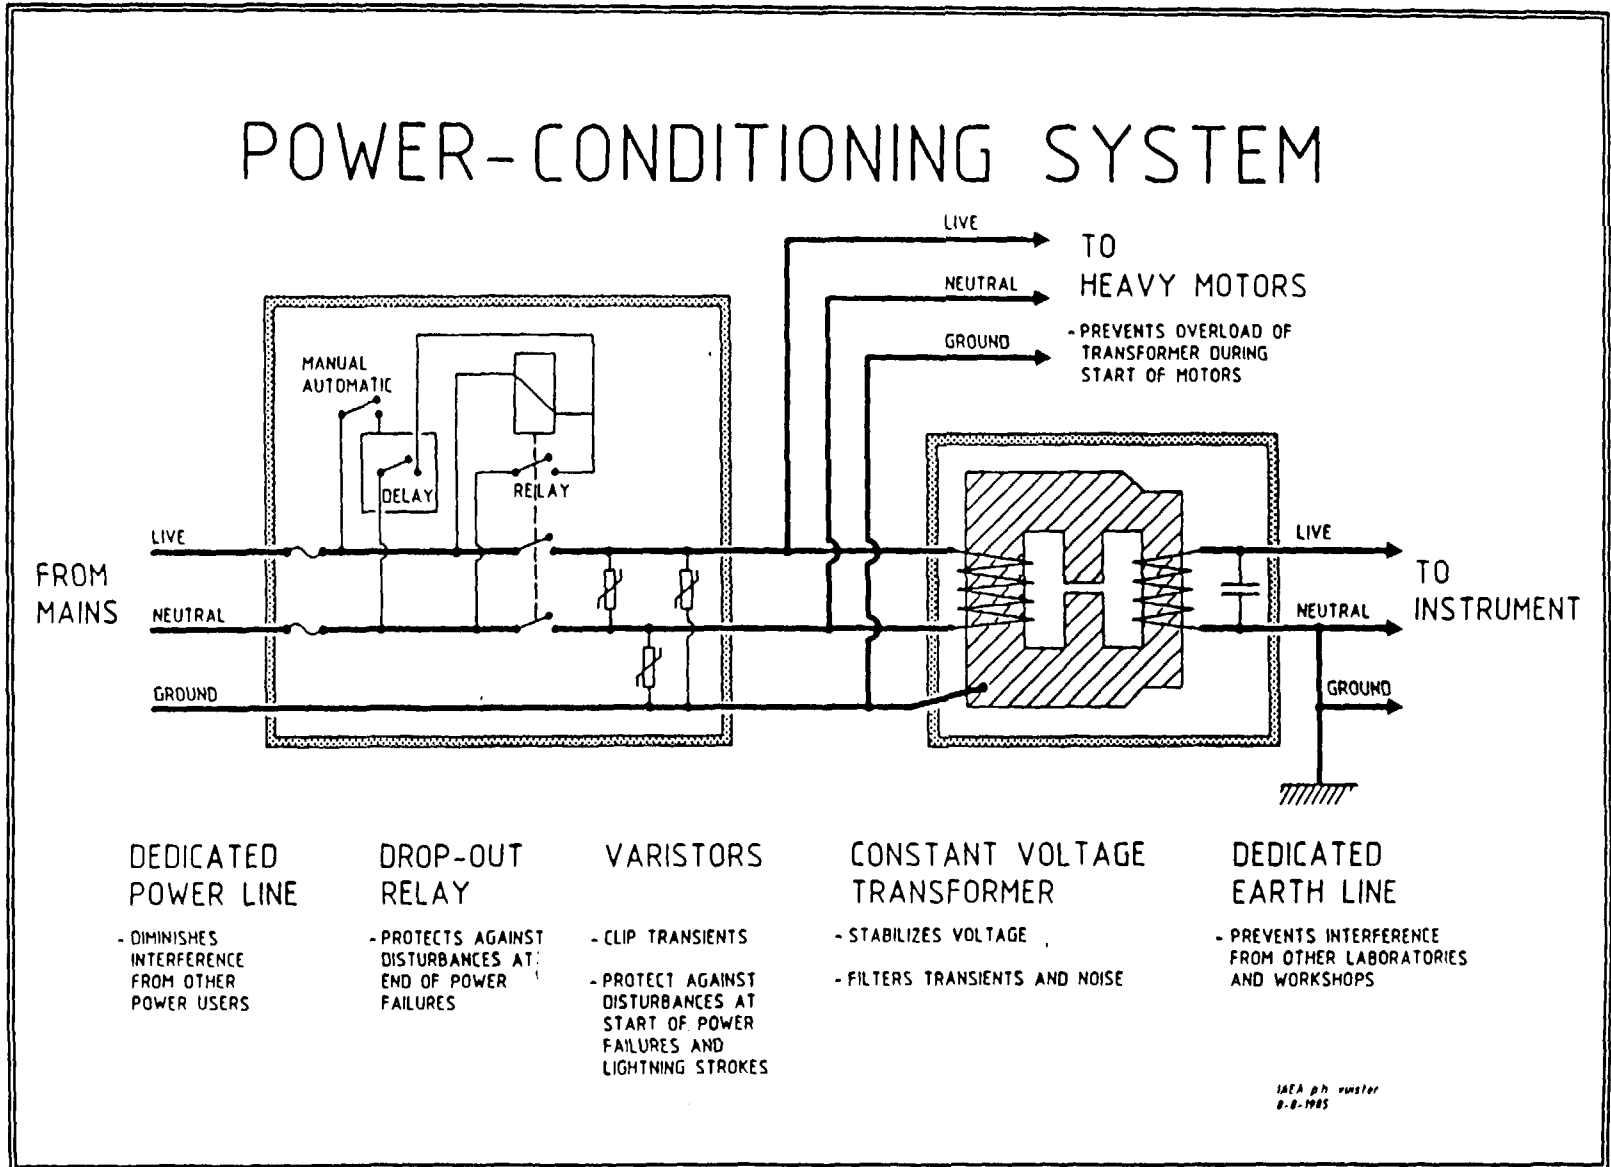 POWER-CONDITIONING SYSTEM
LIVE
TO
HEAVY MOTORS
NEUTRAL
GROUND
- PREVENTS OVERLOAD OF
TRANSFORMER DURING
START OF MOTORS
MANUAL
AUTOMATIC
DELAY
RELAY
FROM
MAINS
LIVE
NEUTRAL
GROUND
LIVE
NEUTRAL
GROUND
TO
INSTRUMENT
DEDICATED
POWER LINE
- DIMINISHES
INTERFERENCE
FROM OTHER
POWER USERS
DROP-OUT
RELAY
- PROTECTS AGAINST
DISTURBANCES AT
END OF POWER
FAILURES
VARISTORS
- CLIP TRANSIENTS
- PROTECT AGAINST
DISTURBANCES AT
START OF POWER
FAILURES AND
LIGHTNING STROKES
CONSTANT VOLTAGE
TRANSFORMER
- STABILIZES VOLTAGE
- FILTERS TRANSIENTS AND NOISE
DEDICATED
EARTH LINE
- PREVENTS INTERFERENCE
FROM OTHER LABORATORIES
AND WORKSHOPS
IAEA ph